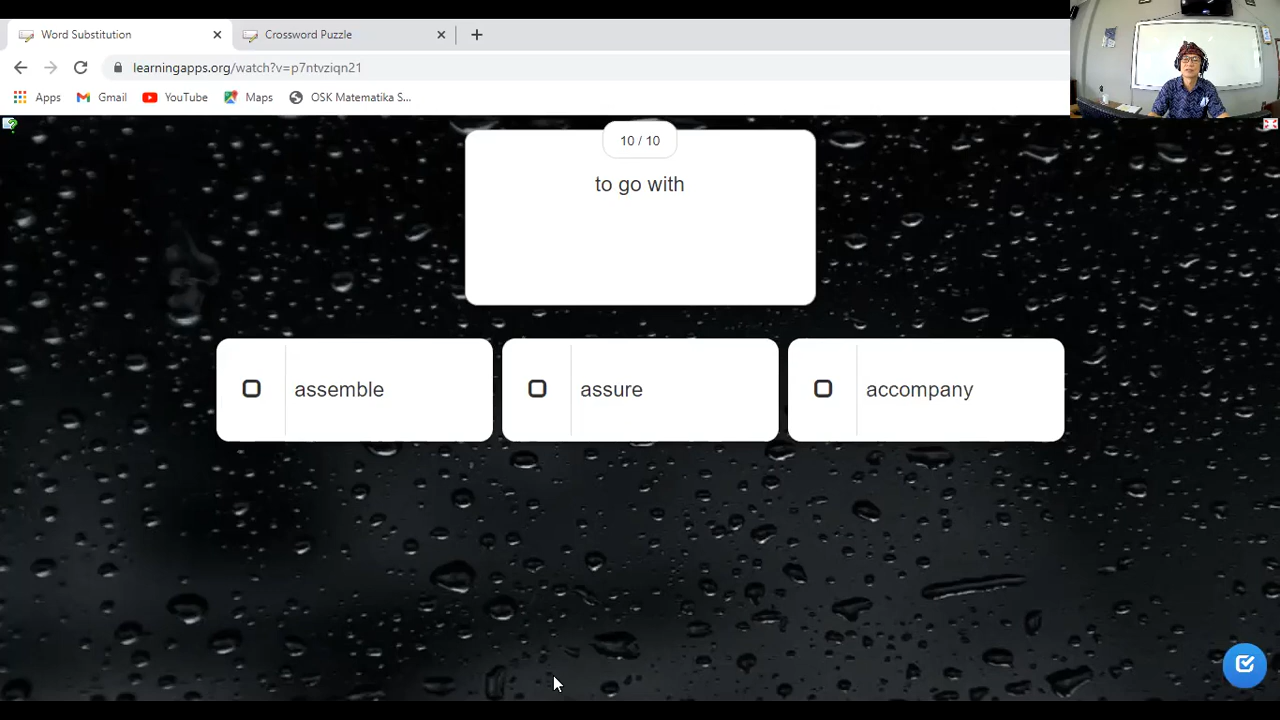 Word Substitution
Crossword Puzzle
learningapps.org/watch?v=p7ntvziqn21
Apps Gmail YouTube Maps OSK Matematika S...
10 / 10
to go with
assemble assure accompany